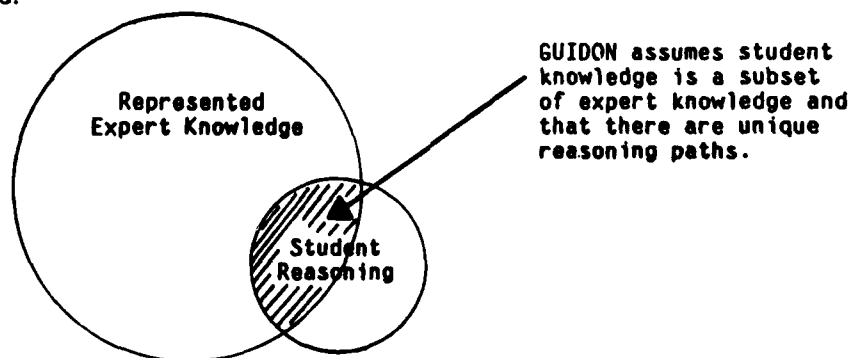 GUIDON assumes student
knowledge is a subset
of expert knowledge and
that there are unique
reasoning paths.
Represented
Expert Knowledge
Student
Reasoning